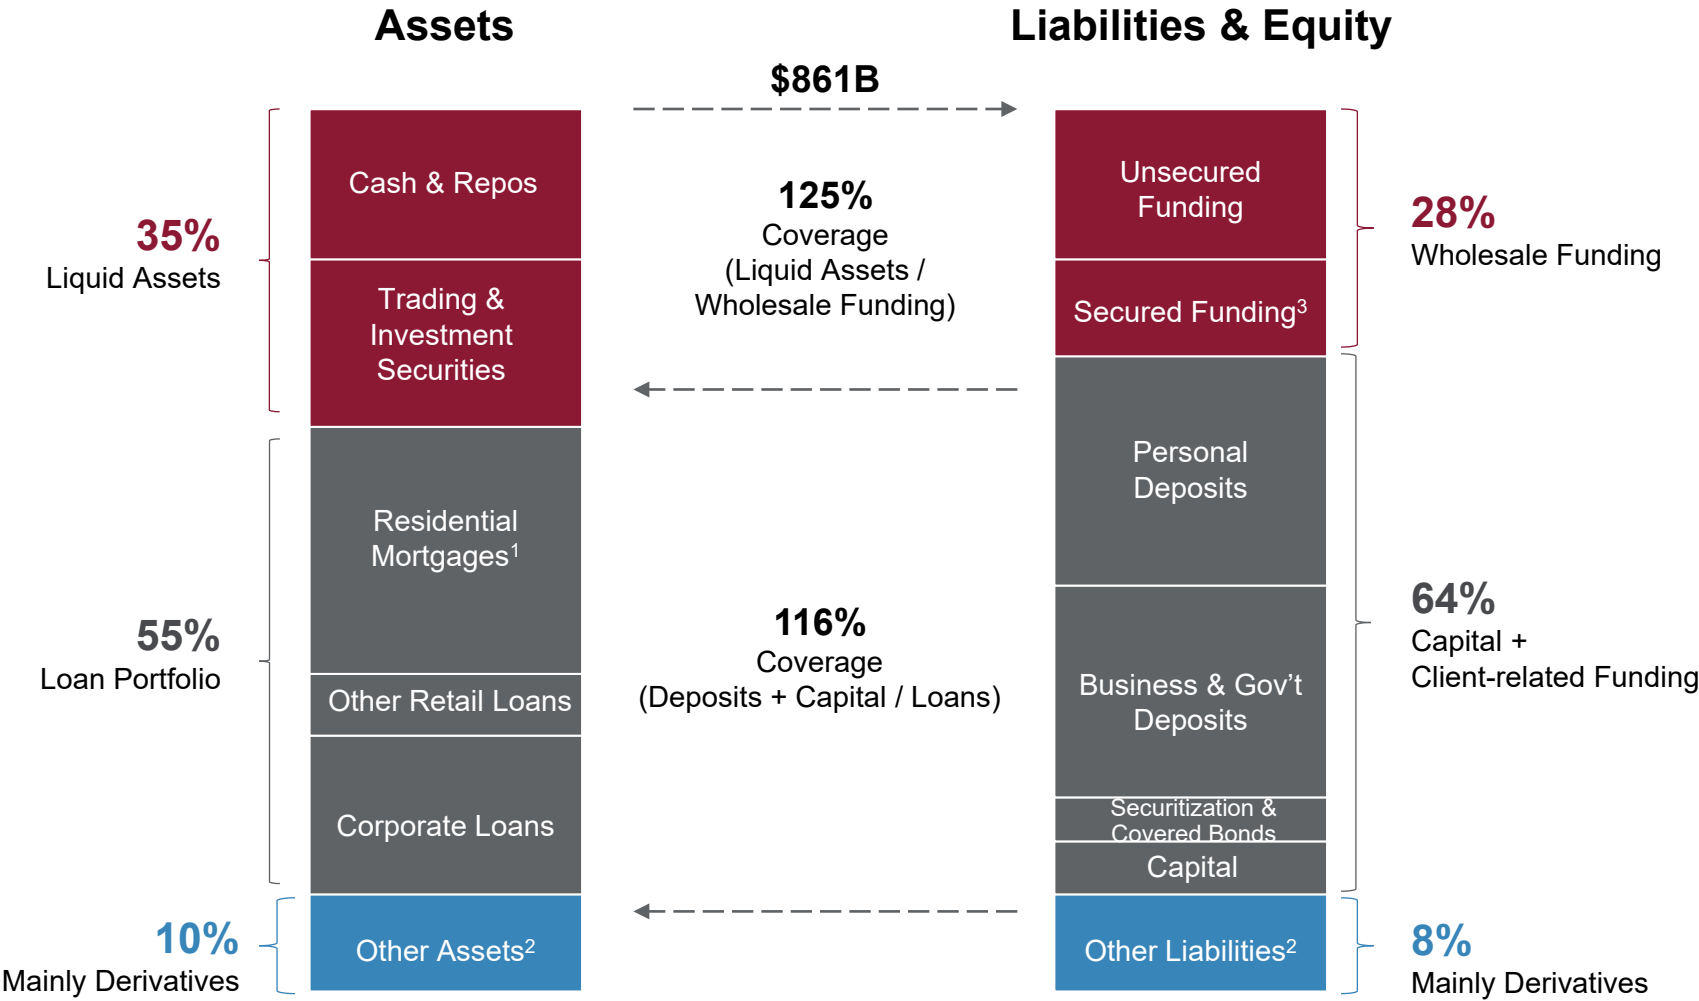 Assets
Liabilities & Equity
$861B
Cash & Repos
Trading &
Investment
Securities
35%
Liquid Assets
125%
Coverage
(Liquid Assets /
Wholesale Funding)
Unsecured
Funding
Secured Funding³
28%
Wholesale Funding
Residential
Mortgages¹
Other Retail Loans
Corporate Loans
55%
Loan Portfolio
116%
Coverage
(Deposits + Capital / Loans)
Personal
Deposits
Business & Gov’t
Deposits
Securitization &
Covered Bonds
Capital
64%
Capital +
Client-related Funding
10%
Mainly Derivatives
Other Assets²
Other Liabilities²
8%
Mainly Derivatives